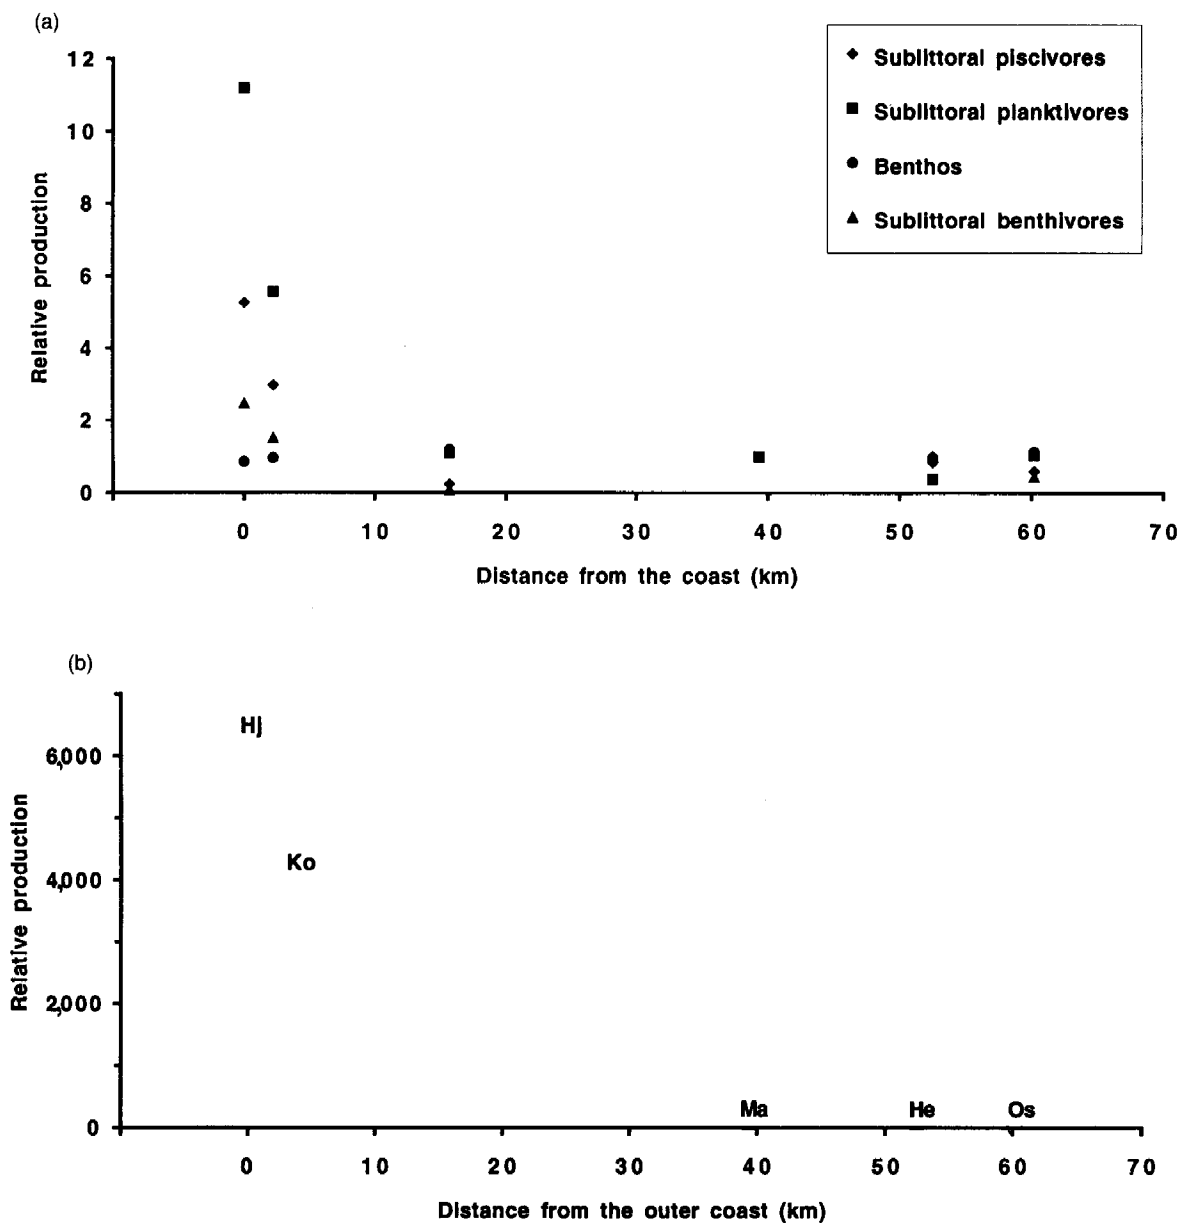 (a)
Sublittoral piscivores
Sublittoral planktivores
Benthos
Sublittoral benthivores
12
10
8
6
4
2
0
Relative production
0 10 20 30 40 50 60 70
Distance from the coast (km)
(b)
Hj
Ko
Ma He Os
6,000
4,000
2,000
0
Relative production
0 10 20 30 40 50 60 70
Distance from the outer coast (km)